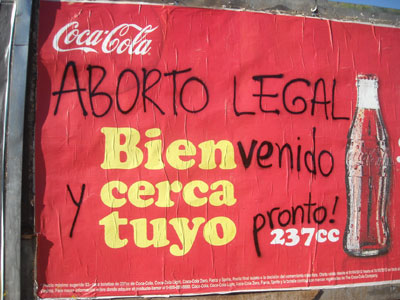 Coca-Cola
ABORTO LEGAL
Bienvenido
y cerca
tuyo pronto!
237cc